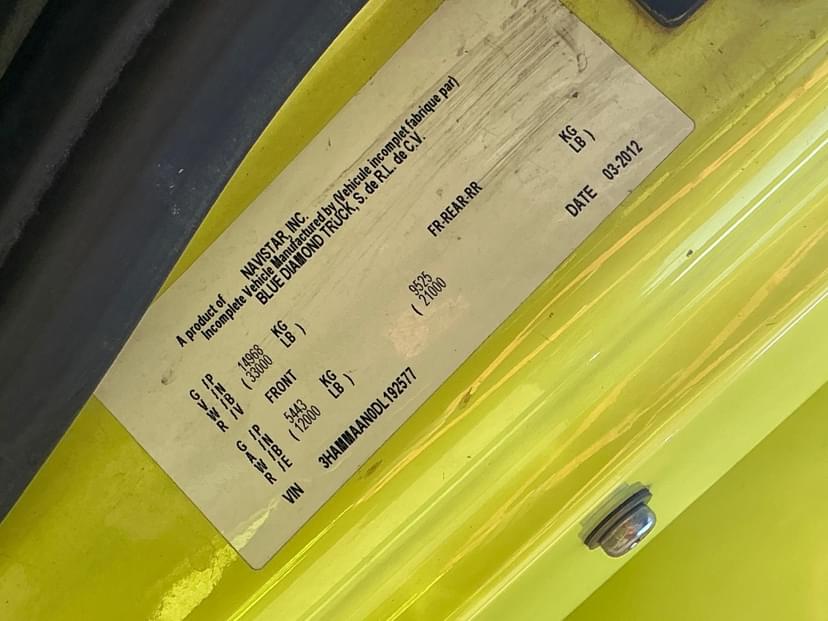 A product of NAVISTAR, INC.
Incomplete Vehicle Manufactured by (Vehicule incomplet fabrique par)
BLUE DIAMOND TRUCK, S. de R.L. de C.V.
G /P
V /N 14968 KG
W /B ( 33000 LB )
R /V
FRONT FR-REAR-RR
G /P
A /N 5443 KG 9525 KG
W /B ( 12000 LB ) ( 21000 LB )
R /E
VIN 3HAMMAAN0DL192577 DATE 03-2012